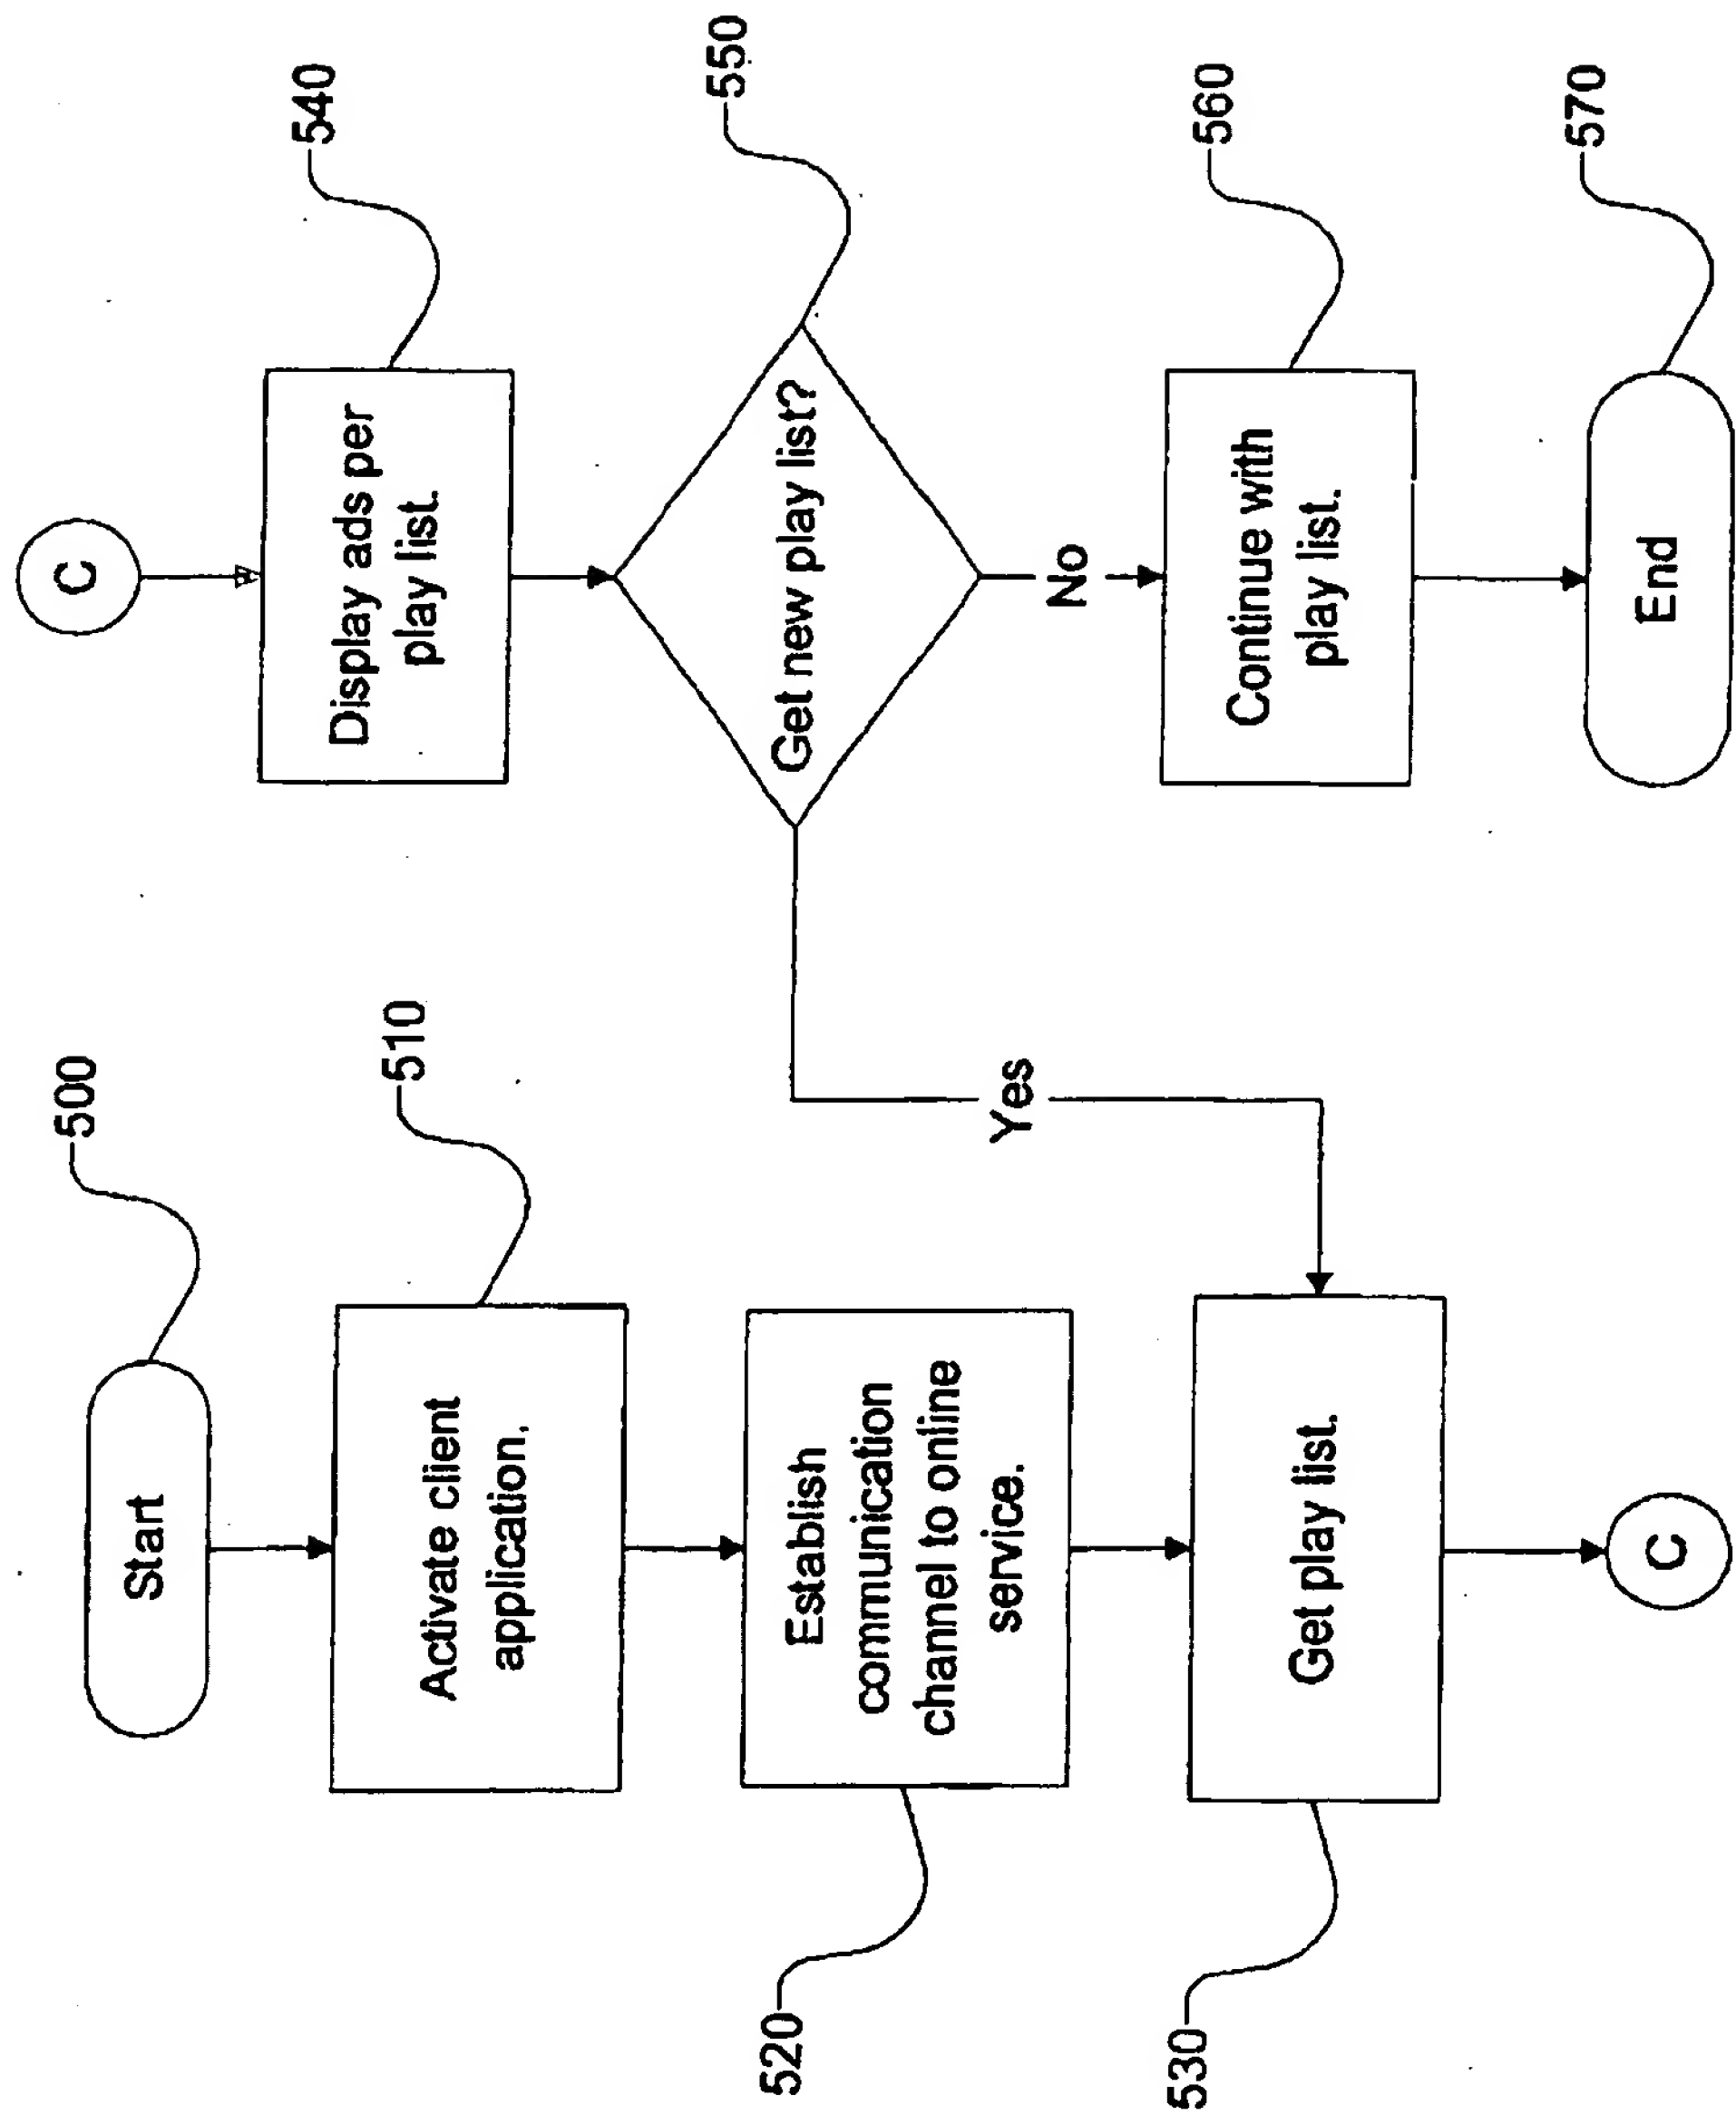 500
Start
510
Activate client
application.
520
Establish
communication
channel to online
service.
530
Get play list.
C
C
540
Display ads per
play list.
550
Get new play list?
Yes
No
560
Continue with
play list.
570
End